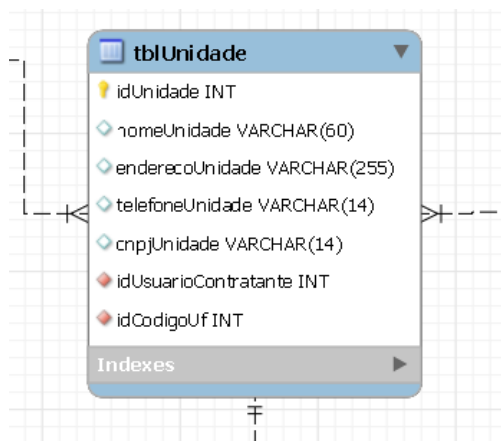 tblUnidade
idUnidade INT
nomeUnidade VARCHAR(60)
enderecoUnidade VARCHAR(255)
telefoneUnidade VARCHAR(14)
cnpjUnidade VARCHAR(14)
idUsuarioContratante INT
idCodigoUf INT
Indexes